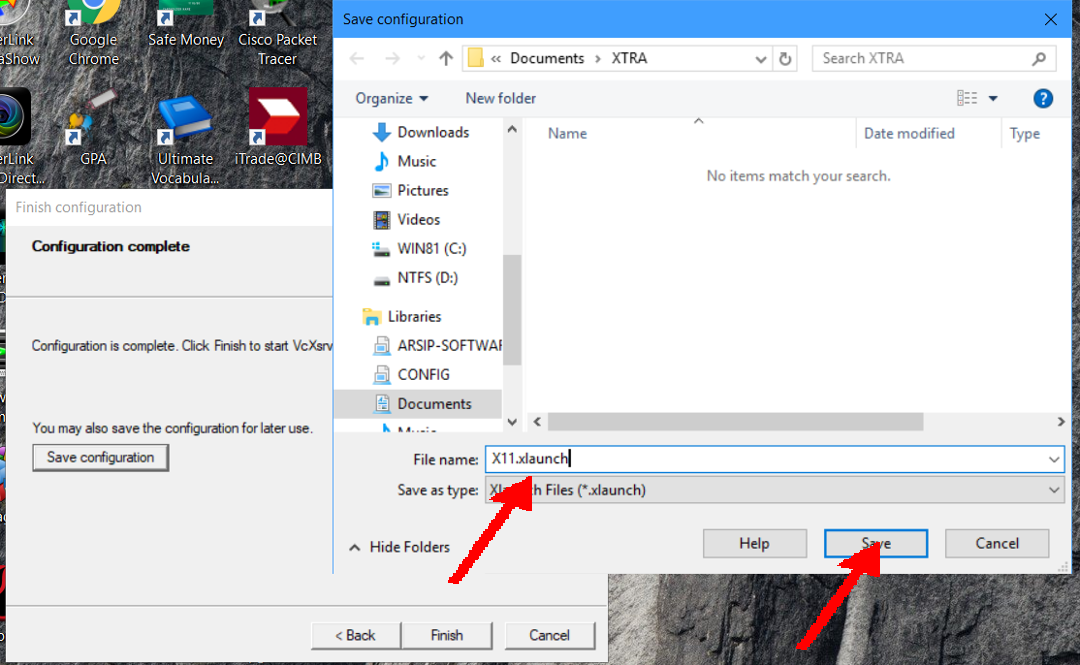 erLink
aShow
Google
Chrome
Safe Money
Cisco Packet
Tracer
erLink
Direct...
GPA
Ultimate
Vocabula...
iTrade@CIMB
Save configuration
« Documents › XTRA
Search XTRA
Organize
New folder
?
Downloads
Music
Pictures
Videos
WIN81 (C:)
NTFS (D:)
Libraries
ARSIP-SOFTWAR
CONFIG
Documents
Music
Name
Date modified
Type
No items match your search.
File name: X11.xlaunch
Save as type: Xlaunch Files (*.xlaunch)
Hide Folders
Help
Save
Cancel
Finish configuration
Configuration complete
Configuration is complete. Click Finish to start VcXsrv
You may also save the configuration for later use.
Save configuration
< Back
Finish
Cancel